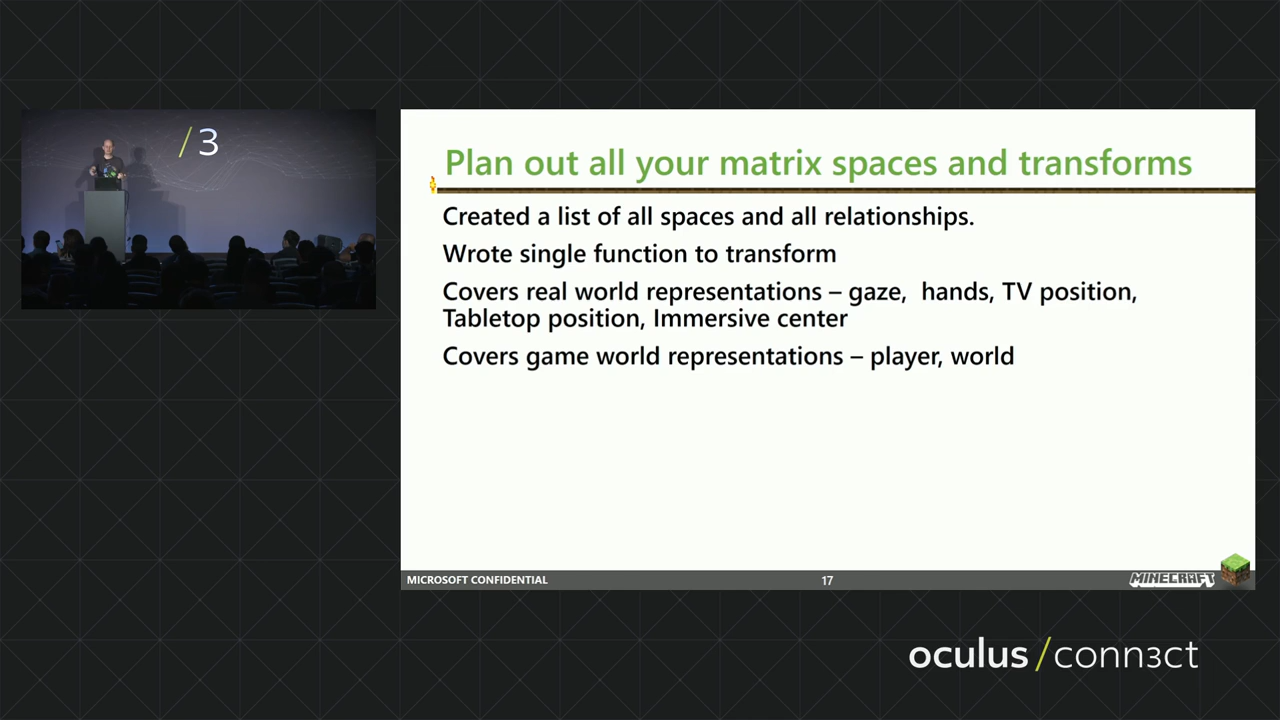 /3
Plan out all your matrix spaces and transforms
Created a list of all spaces and all relationships.
Wrote single function to transform
Covers real world representations – gaze,  hands, TV position,
Tabletop position, Immersive center
Covers game world representations – player, world
MICROSOFT CONFIDENTIAL
17
MINECRAFT
oculus /conn3ct